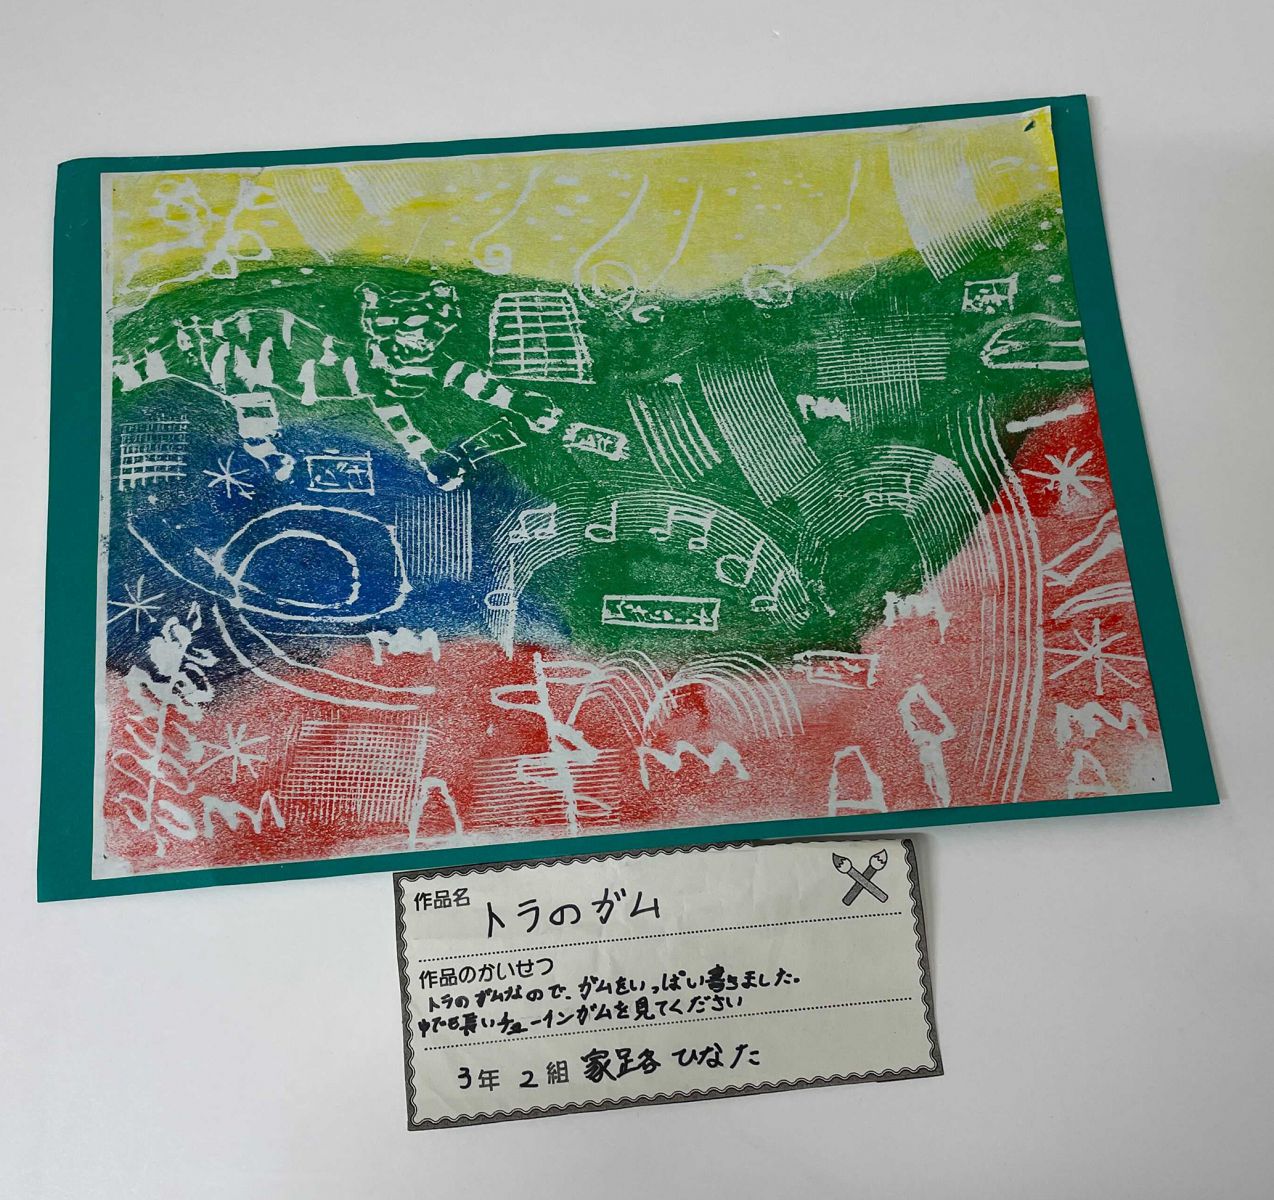 作品名
トラのガム
作品のかいせつ
トラのガムなので、ガムをいっぱい書きました。
中でも長いチューインガムを見てください
3年 2組 家路 ひなた